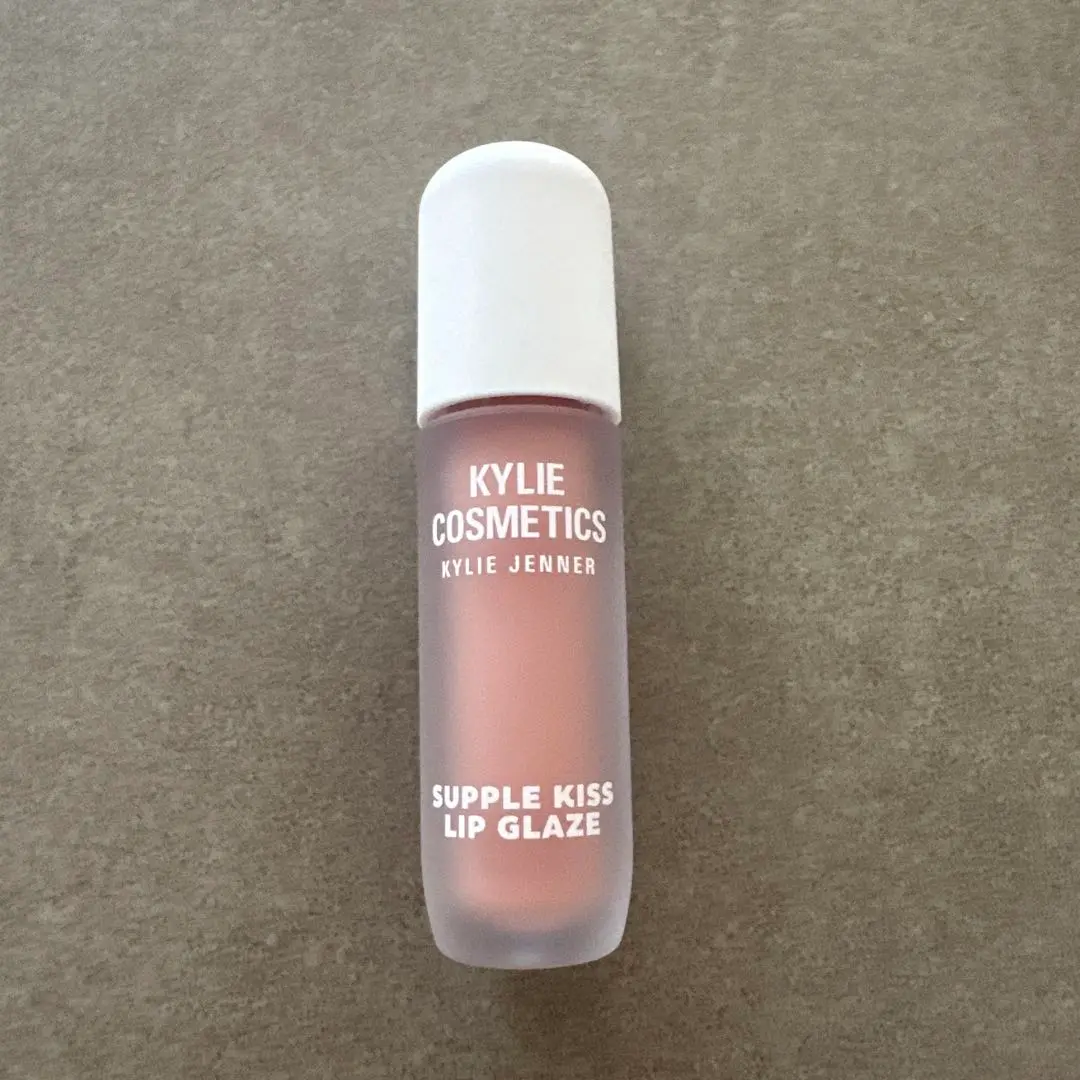 KYLIE
COSMETICS
KYLIE JENNER
SUPPLE KISS
LIP GLAZE